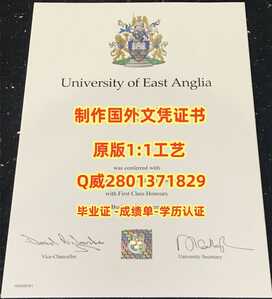 University of East Anglia
制作国外文凭证书
原版1:1工艺
was conferred with
Q威2801371829
with First Class Honours
毕业证-成绩单-学历认证
Vice-Chancellor
University Secretary